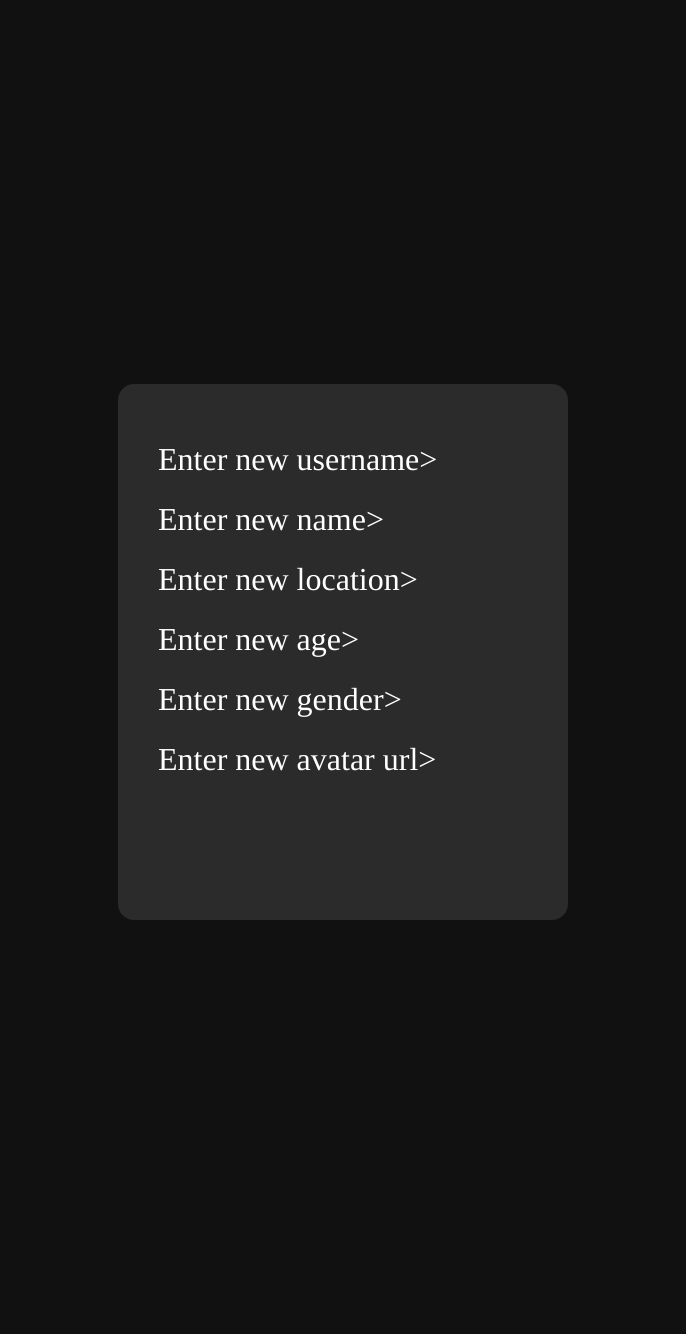 Enter new username>
Enter new name>
Enter new location>
Enter new age>
Enter new gender>
Enter new avatar url>